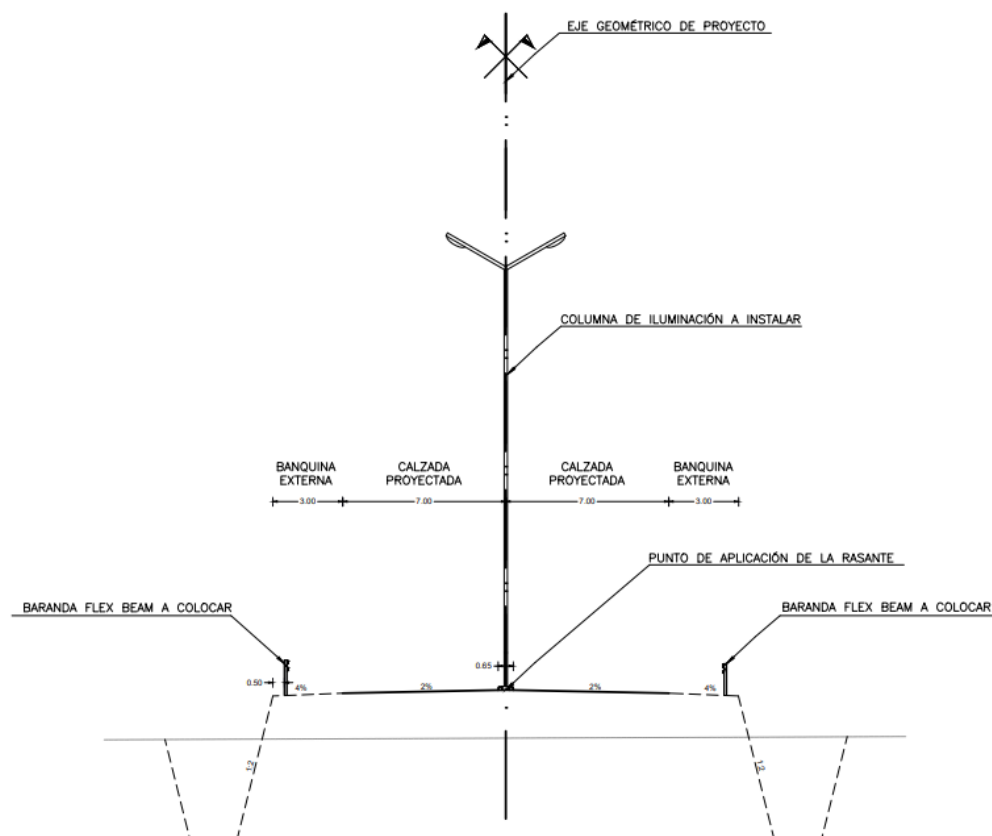 EJE GEOMÉTRICO DE PROYECTO
COLUMNA DE ILUMINACIÓN A INSTALAR
BANQUINA
EXTERNA
CALZADA
PROYECTADA
CALZADA
PROYECTADA
BANQUINA
EXTERNA
3.00
7.00
7.00
3.00
PUNTO DE APLICACIÓN DE LA RASANTE
BARANDA FLEX BEAM A COLOCAR
BARANDA FLEX BEAM A COLOCAR
0.65
0.50
4%
2%
2%
4%
1:2
1:2